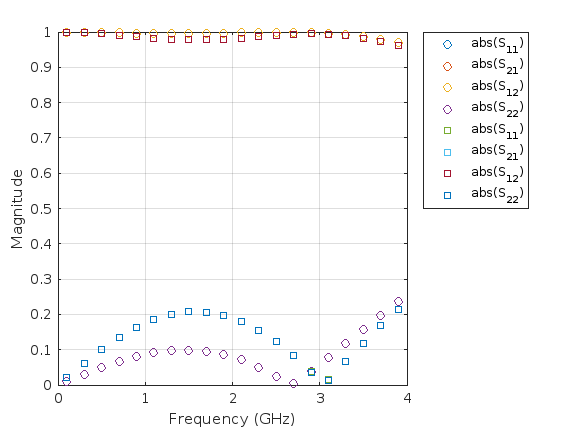 1
0.9
0.8
0.7
0.6
0.5
0.4
0.3
0.2
0.1
0
Magnitude
0 1 2 3 4
Frequency (GHz)
abs(S11)
abs(S21)
abs(S12)
abs(S22)
abs(S11)
abs(S21)
abs(S12)
abs(S22)